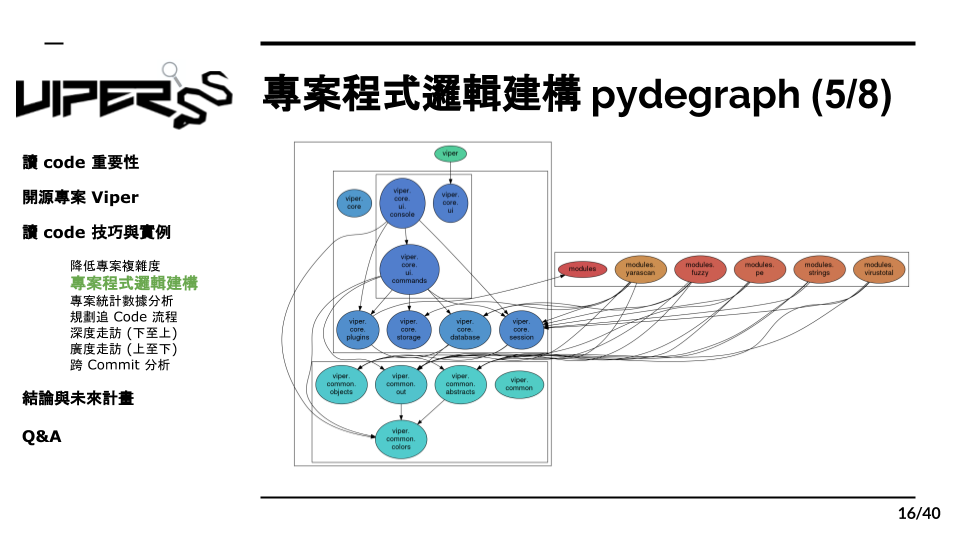 VIPER
專案程式邏輯建構 pydegraph (5/8)
讀 code 重要性
開源專案 Viper
讀 code 技巧與實例
降低專案複雜度
專案程式邏輯建構
專案統計數據分析
規劃追 Code 流程
深度走訪 (下至上)
廣度走訪 (上至下)
跨 Commit 分析
結論與未來計畫
Q&A
viper
viper.
core
viper.
core.
ui.
console
viper.
core.
ui
viper.
core.
ui.
commands
modules
modules.
yarascan
modules.
fuzzy
modules.
pe
modules.
strings
modules.
virustotal
viper.
core.
plugins
viper.
core.
storage
viper.
core.
database
viper.
core.
session
viper.
common.
objects
viper.
common.
out
viper.
common.
abstracts
viper.
common
viper.
common.
colors
16/40